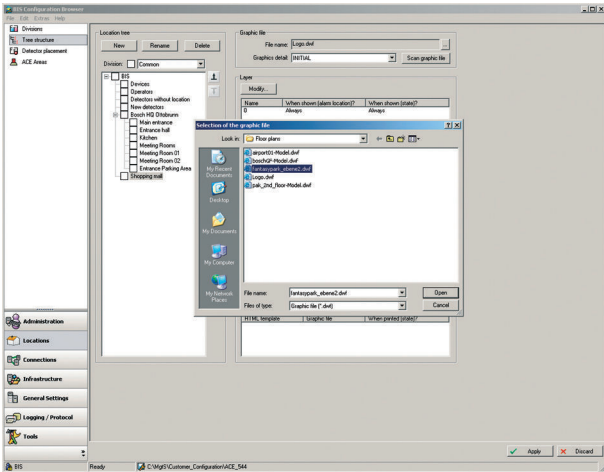 BIS Configuration Browser
File Edit Extras Help
Divisions
Tree structure
Detector placement
ACE Areas
Location tree
New Rename Delete
Division: Common
BIS
Devices
Operators
Detectors without location
New detectors
Bosch HQ Ottobrunn
Main entrance
Entrance hall
Kitchen
Meeting Rooms
Meeting Room 01
Meeting Room 02
Entrance Parking Area
Shopping mall
Graphic file
File name: Logo.dwf ...
Graphics detail: INITIAL Scan graphic file
Layer
Modify...
Name When shown (alarm location)? When shown (state)?
0 Always Always
Selection of the graphic file
Look in: Floor plans
My Recent Documents
Desktop
My Documents
My Computer
My Network Places
airport01-Model.dwf
boschGF-Model.dwf
fantasypark_ebene2.dwf
Logo.dwf
pak_2nd_floor-Model.dwf
File name: fantasypark_ebene2.dwf Open
Files of type: Graphic file (*.dwf) Cancel
HTML template Graphic file When printed (state)?
Administration
Locations
Connections
Infrastructure
General Settings
Logging / Protocol
Tools
Apply Discard
BIS Ready C:\MgtS\Customer_Configuration\ACE_544